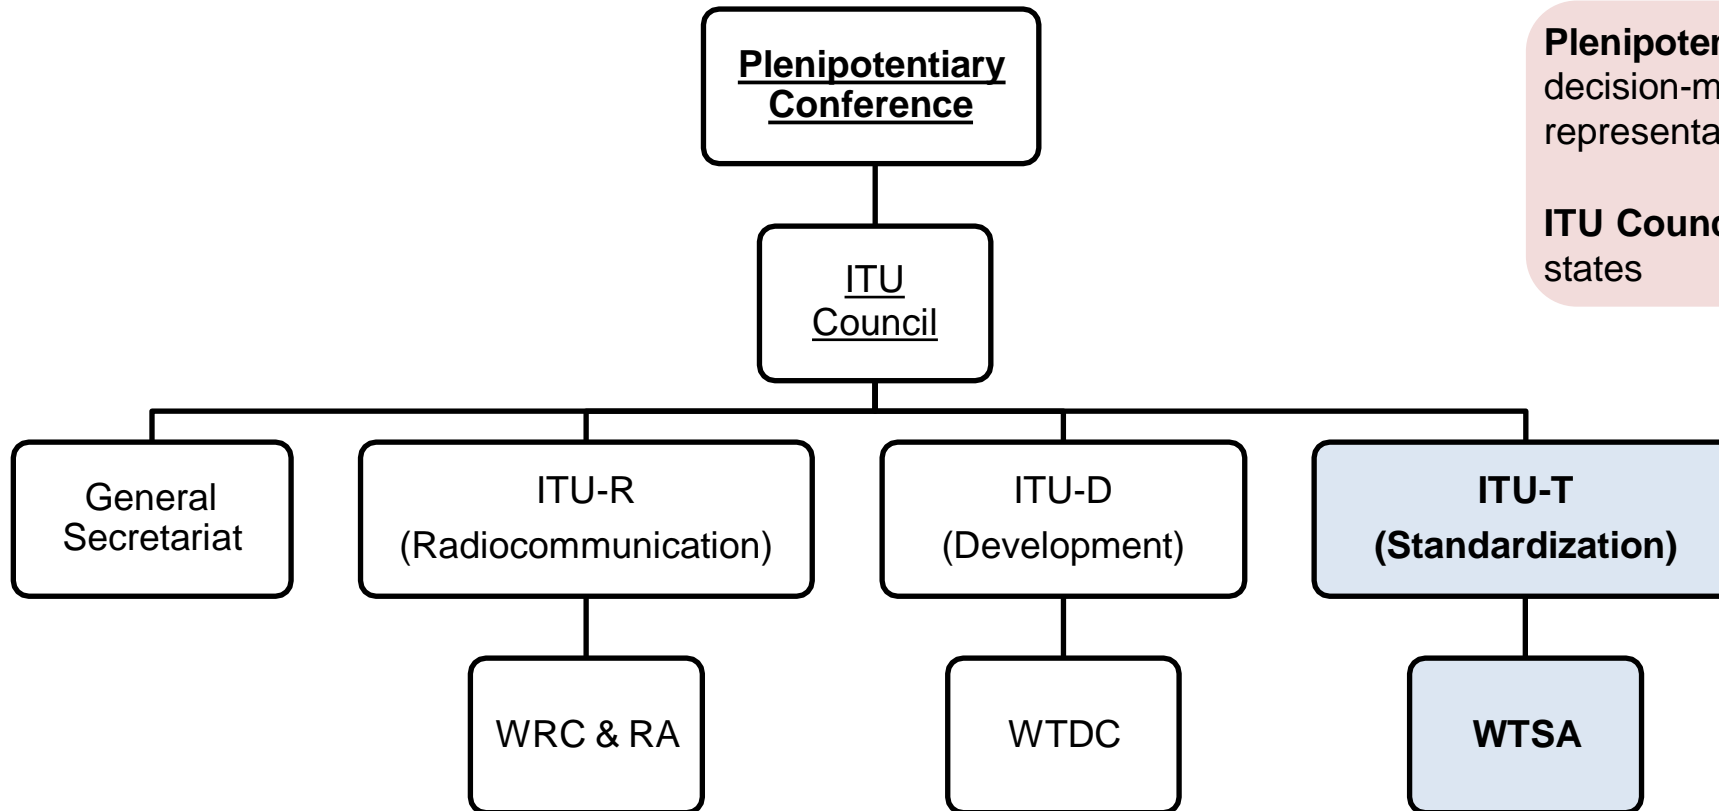 Plenipotentiary
Conference
decision-m
representa
ITU
Council
ITU
states
General
Secretariat
ITU-R
(Radiocommunication)
ITU-D
(Development)
ITU-T
(Standardization)
WRC & RA
WTDC
WTSA